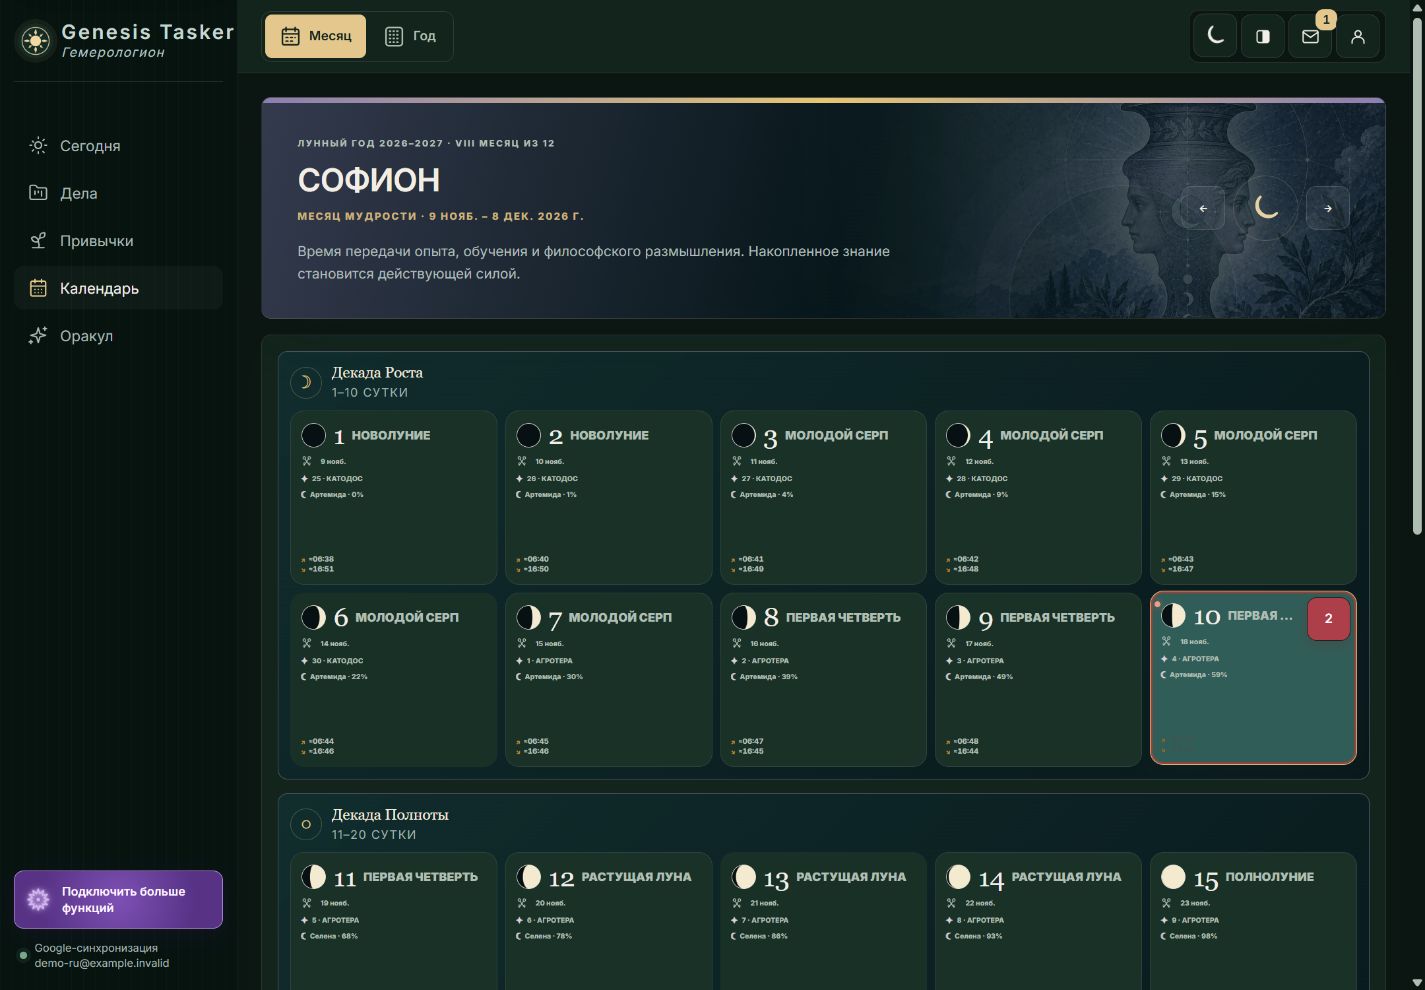 Genesis Tasker
Гемерологион
Сегодня
Дела
Привычки
Календарь
Оракул
Подключить больше
функций
Google-синхронизация
demo-ru@example.invalid
Месяц
Год
1
ЛУННЫЙ ГОД 2026–2027 · VIII МЕСЯЦ ИЗ 12
СОФИОН
МЕСЯЦ МУДРОСТИ · 9 НОЯБ. – 8 ДЕК. 2026 Г.
Время передачи опыта, обучения и философского размышления. Накопленное знание
становится действующей силой.
← →
Декада Роста
1–10 СУТКИ
1 НОВОЛУНИЕ
9 нояб.
25 · КАТОДОС
Артемида · 0%
≈06:38
≈16:51
2 НОВОЛУНИЕ
10 нояб.
26 · КАТОДОС
Артемида · 1%
≈06:40
≈16:50
3 МОЛОДОЙ СЕРП
11 нояб.
27 · КАТОДОС
Артемида · 4%
≈06:41
≈16:49
4 МОЛОДОЙ СЕРП
12 нояб.
28 · КАТОДОС
Артемида · 9%
≈06:42
≈16:48
5 МОЛОДОЙ СЕРП
13 нояб.
29 · КАТОДОС
Артемида · 15%
≈06:43
≈16:47
6 МОЛОДОЙ СЕРП
14 нояб.
30 · КАТОДОС
Артемида · 22%
≈06:44
≈16:46
7 МОЛОДОЙ СЕРП
15 нояб.
1 · АГРОТЕРА
Артемида · 30%
≈06:45
≈16:46
8 ПЕРВАЯ ЧЕТВЕРТЬ
16 нояб.
2 · АГРОТЕРА
Артемида · 39%
≈06:47
≈16:45
9 ПЕРВАЯ ЧЕТВЕРТЬ
17 нояб.
3 · АГРОТЕРА
Артемида · 49%
≈06:48
≈16:44
10 ПЕРВАЯ ...
2
18 нояб.
4 · АГРОТЕРА
Артемида · 59%
Декада Полноты
11–20 СУТКИ
11 ПЕРВАЯ ЧЕТВЕРТЬ
19 нояб.
5 · АГРОТЕРА
Селена · 68%
12 РАСТУЩАЯ ЛУНА
20 нояб.
6 · АГРОТЕРА
Селена · 78%
13 РАСТУЩАЯ ЛУНА
21 нояб.
7 · АГРОТЕРА
Селена · 86%
14 РАСТУЩАЯ ЛУНА
22 нояб.
8 · АГРОТЕРА
Селена · 93%
15 ПОЛНОЛУНИЕ
23 нояб.
9 · АГРОТЕРА
Селена · 98%